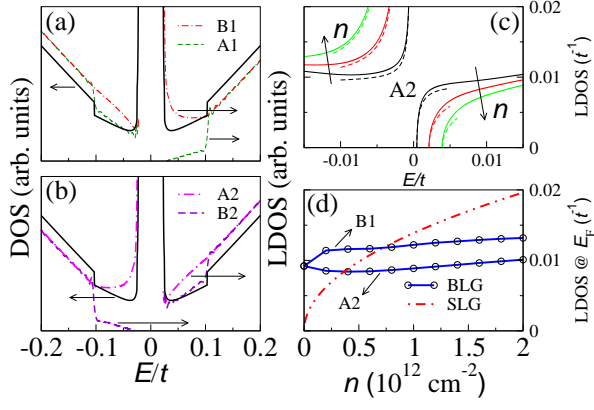 (a)
B1
A1
(b)
A2
B2
DOS (arb. units)
LDOS (arb. units)
-0.2 -0.1 0 0.1 0.2
E/t
(c)
n
A2
n
-0.01 0 0.01
E/t
0.02
0.01
0
LDOS (t⁻¹)
(d)
B1
A2
BLG
SLG
0.02
0.01
0
LDOS @ E_F (t⁻¹)
0 0.5 1 1.5 2
n (10¹² cm⁻²)